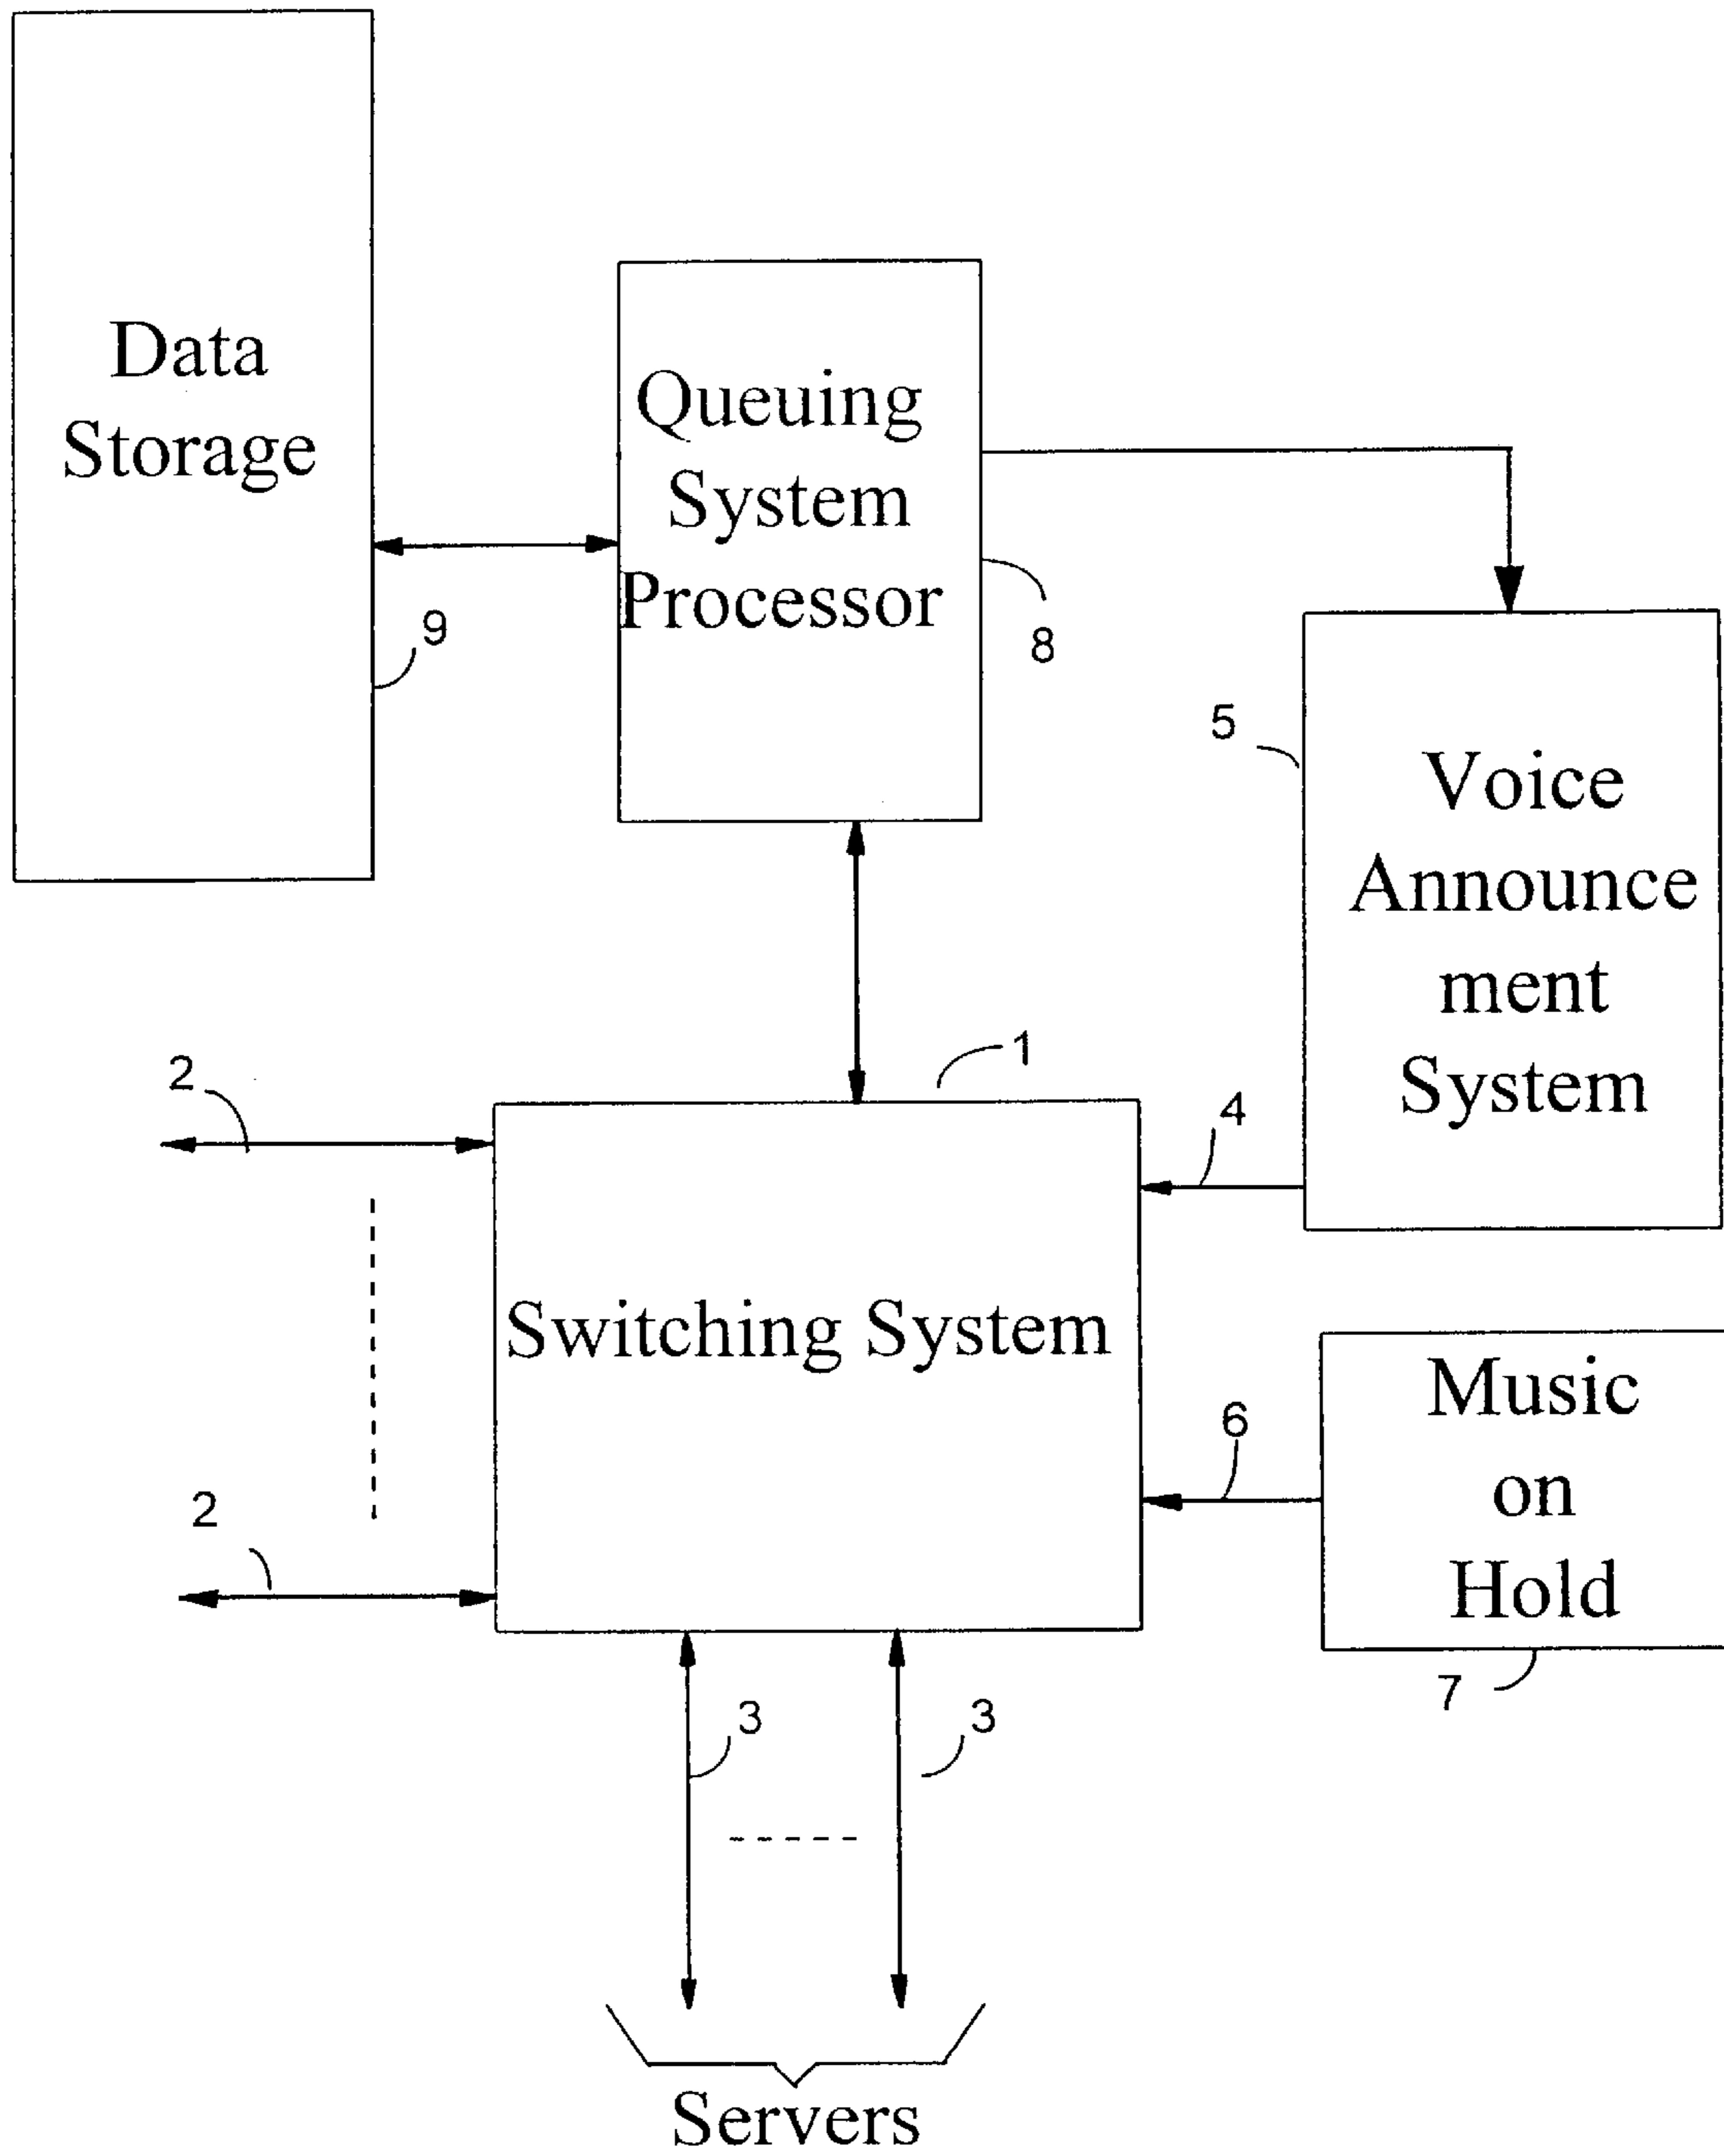 Data
Storage
9
Queuing
System
Processor
8
5
Voice
Announce
ment
System
1
2
4
Switching System
6
Music
on
Hold
7
2
3
3
Servers